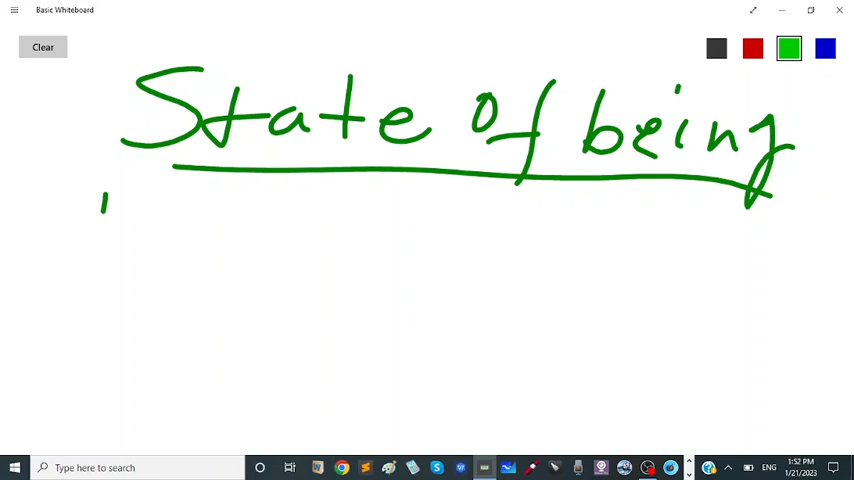 Basic Whiteboard
Clear
State of being
Type here to search
ENG
1:52 PM
1/21/2023